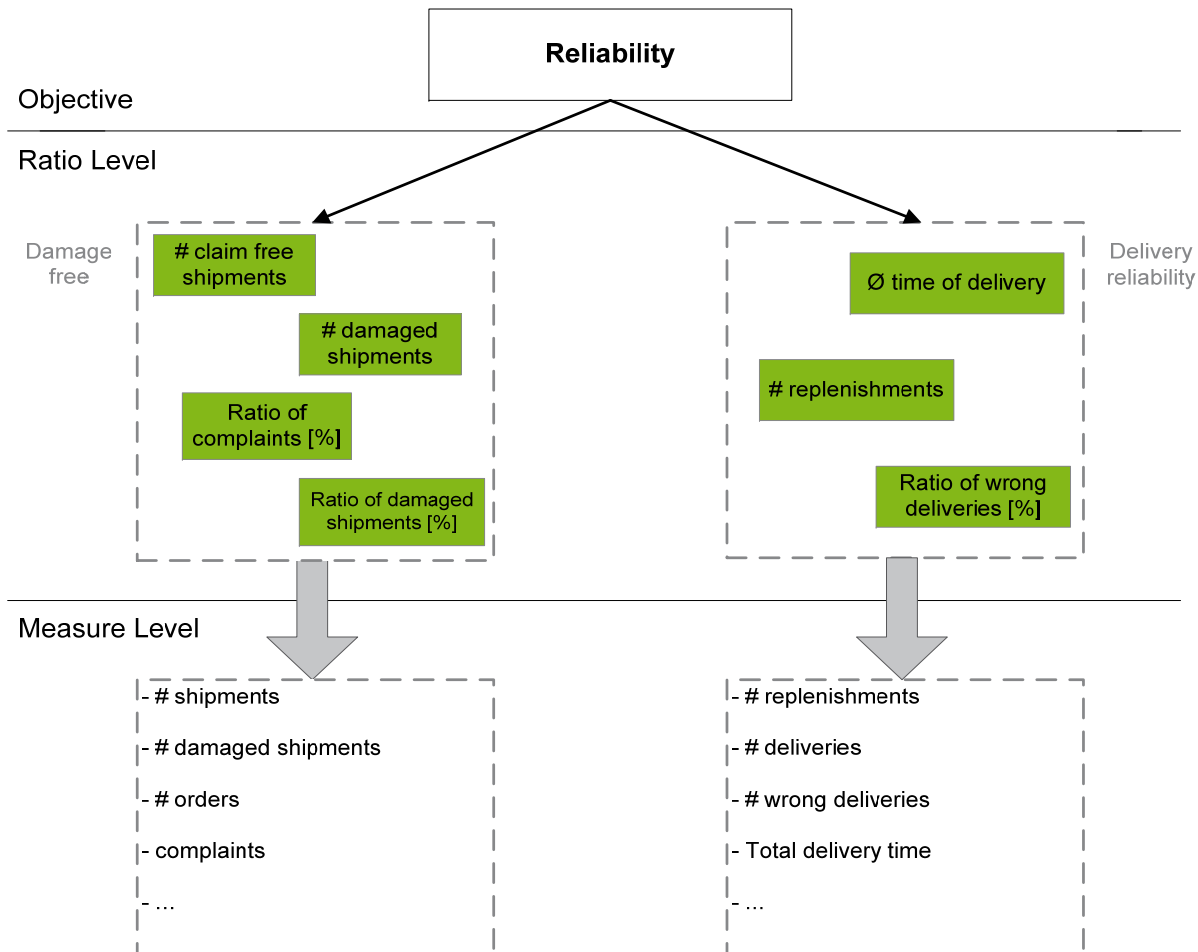 Reliability
Objective
Ratio Level
Damage
free
# claim free
shipments
# damaged
shipments
Ratio of
complaints [%]
Ratio of damaged
shipments [%]
Ø time of delivery
# replenishments
Ratio of wrong
deliveries [%]
Delivery
reliability
Measure Level
- # shipments
- # damaged shipments
- # orders
- complaints
- ...
- # replenishments
- # deliveries
- # wrong deliveries
- Total delivery time
- ...